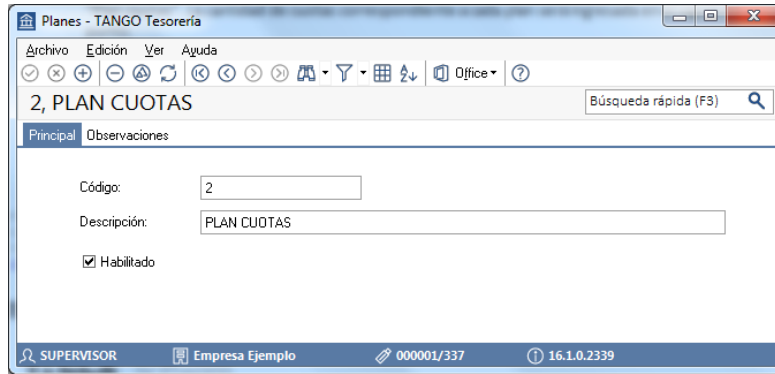 Planes - TANGO Tesorería
Archivo Edición Ver Ayuda
Office
2, PLAN CUOTAS
Búsqueda rápida (F3)
Principal Observaciones
Código: 2
Descripción: PLAN CUOTAS
Habilitado
SUPERVISOR Empresa Ejemplo 000001/337 16.1.0.2339